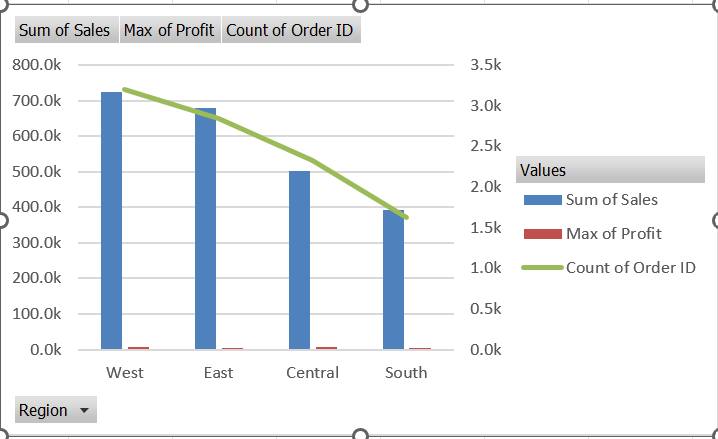 Sum of Sales Max of Profit Count of Order ID
800.0k 3.5k
700.0k 3.0k
600.0k 2.5k
500.0k 2.0k
400.0k 1.5k
300.0k 1.0k
200.0k 0.5k
100.0k 0.0k
0.0k
Values
Sum of Sales
Max of Profit
Count of Order ID
West East Central South
Region